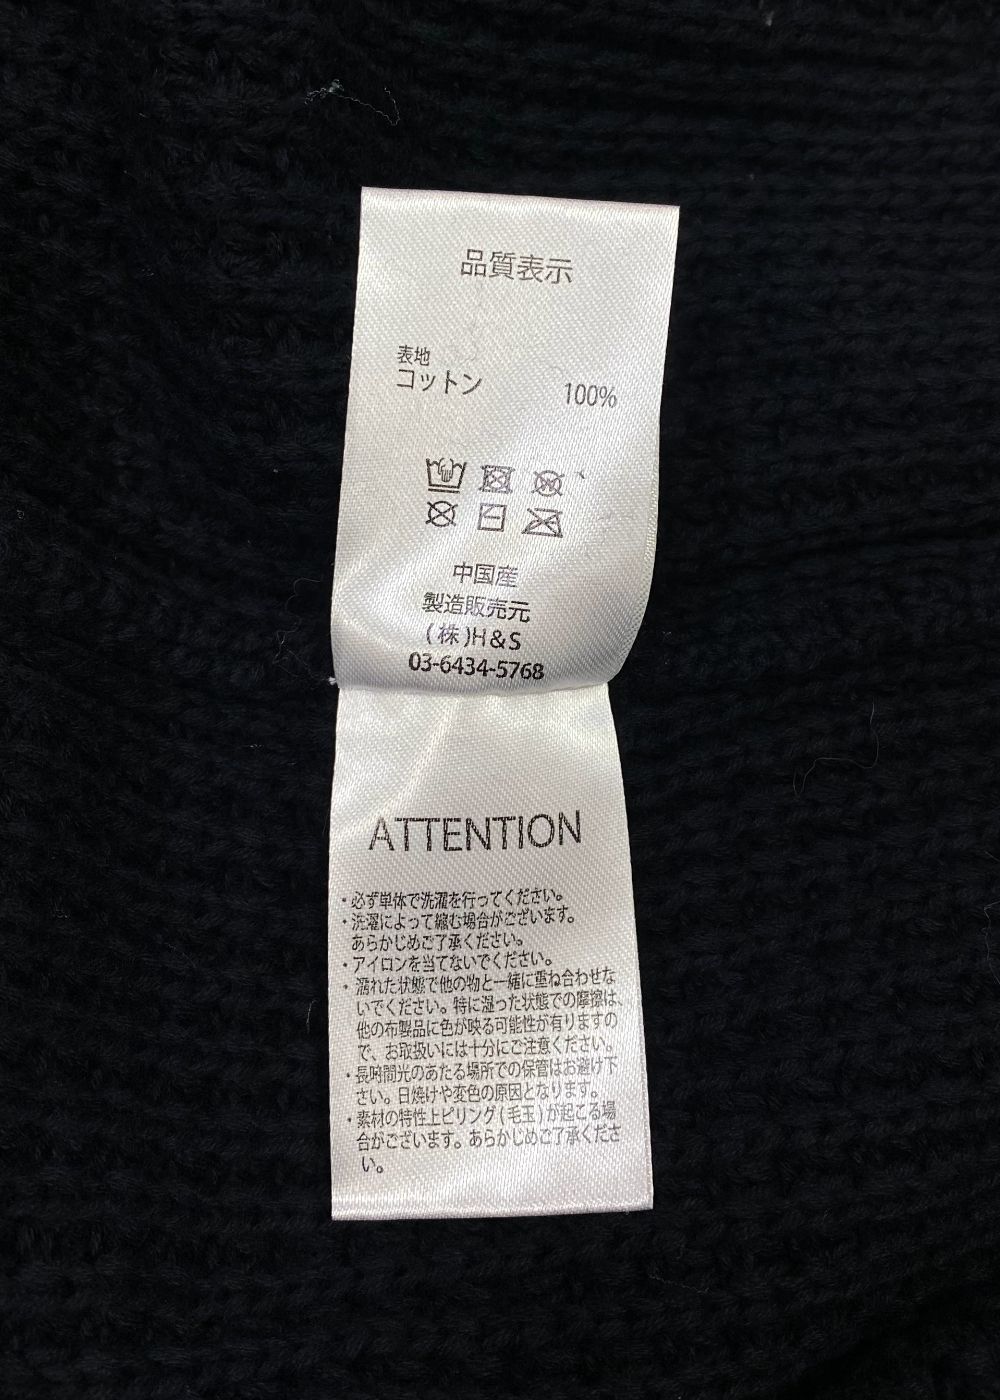 品質表示
表地
コットン 100%
中国産
製造販売元
(株)H&S
03-6434-5768
ATTENTION
・必ず単体で洗濯を行ってください。
・洗濯によって縮む場合がございます。
あらかじめご了承ください。
・アイロンを当てないでください。
・濡れた状態で他の物と一緒に重ね合わせな
いでください。特に湿った状態での摩擦は、
他の布製品に色が映る可能性が有りますの
で、お取扱いには十分にご注意ください。
・長時間光のあたる場所での保管はお避け下
さい。日焼けや変色の原因となります。
・素材の特性上ピリング(毛玉)が起こる場
合がございます。あらかじめご了承くださ
い。